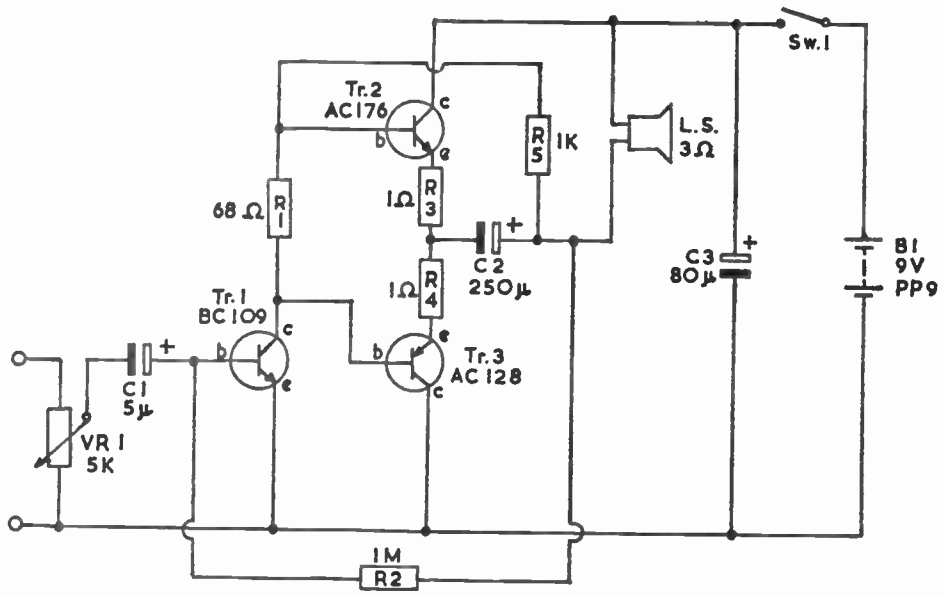 Sw.1
Tr.2
AC176
c
b
e
R5
1K
L.S.
3Ω
68Ω
R1
1Ω
R3
+
C2
250μ
1Ω
R4
C3
80μ
+
B1
9V
PP9
Tr.1
BC109
c
b
e
e
b
c
Tr.3
AC128
+
C1
5μ
VR1
5K
1M
R2